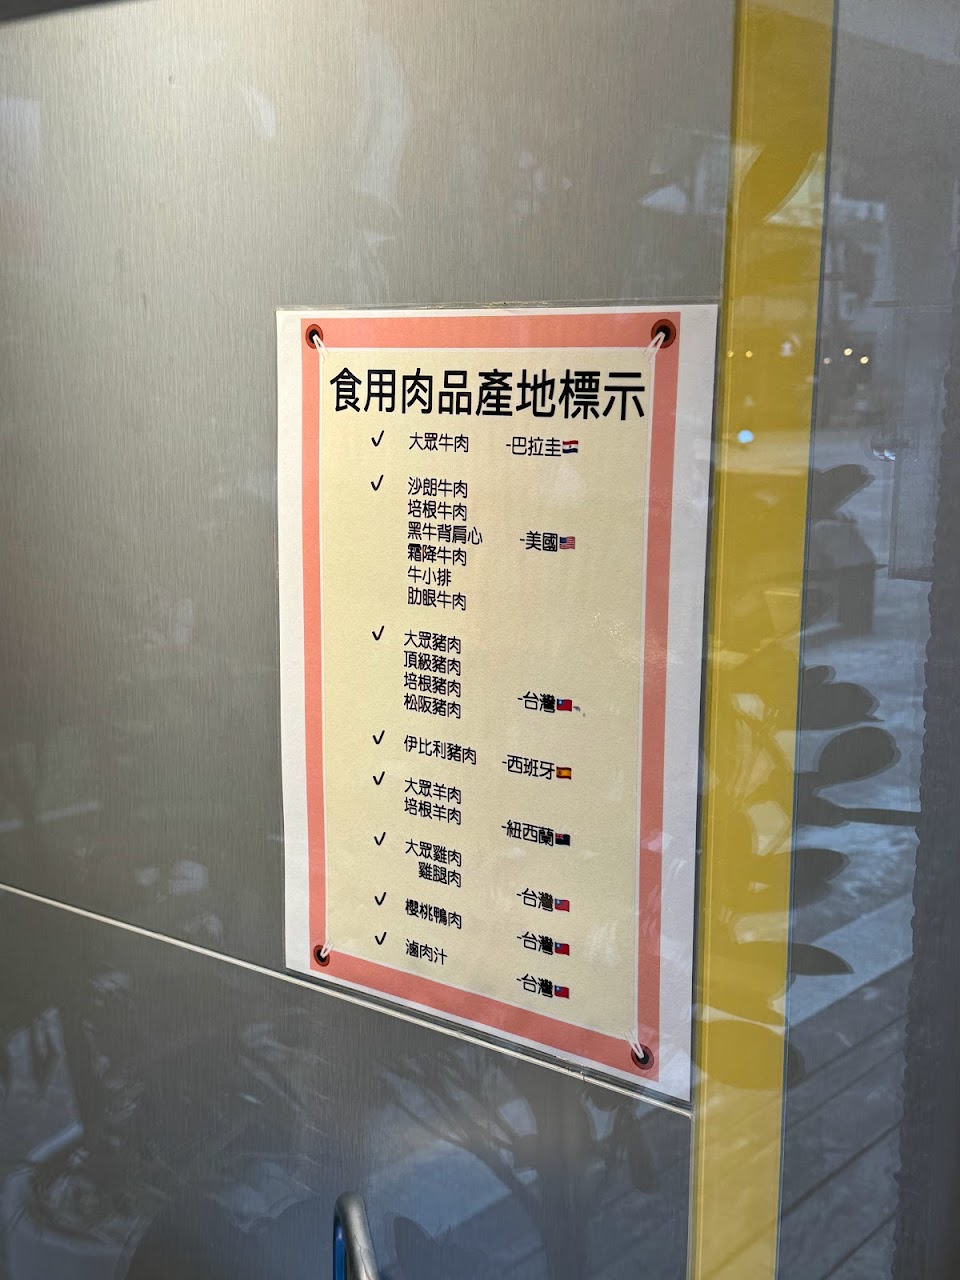 食用肉品產地標示
✓ 大眾牛肉 -巴拉圭🇵🇾
✓ 沙朗牛肉
培根牛肉
黑牛背肩心 -美國🇺🇸
霜降牛肉
牛小排
肋眼牛肉
✓ 大眾豬肉
頂級豬肉
培根豬肉
松阪豬肉 -台灣🇹🇼
✓ 伊比利豬肉 -西班牙🇪🇸
✓ 大眾羊肉
培根羊肉 -紐西蘭🇳🇿
✓ 大眾雞肉
雞腿肉 -台灣🇹🇼
✓ 櫻桃鴨肉 -台灣🇹🇼
✓ 滷肉汁 -台灣🇹🇼